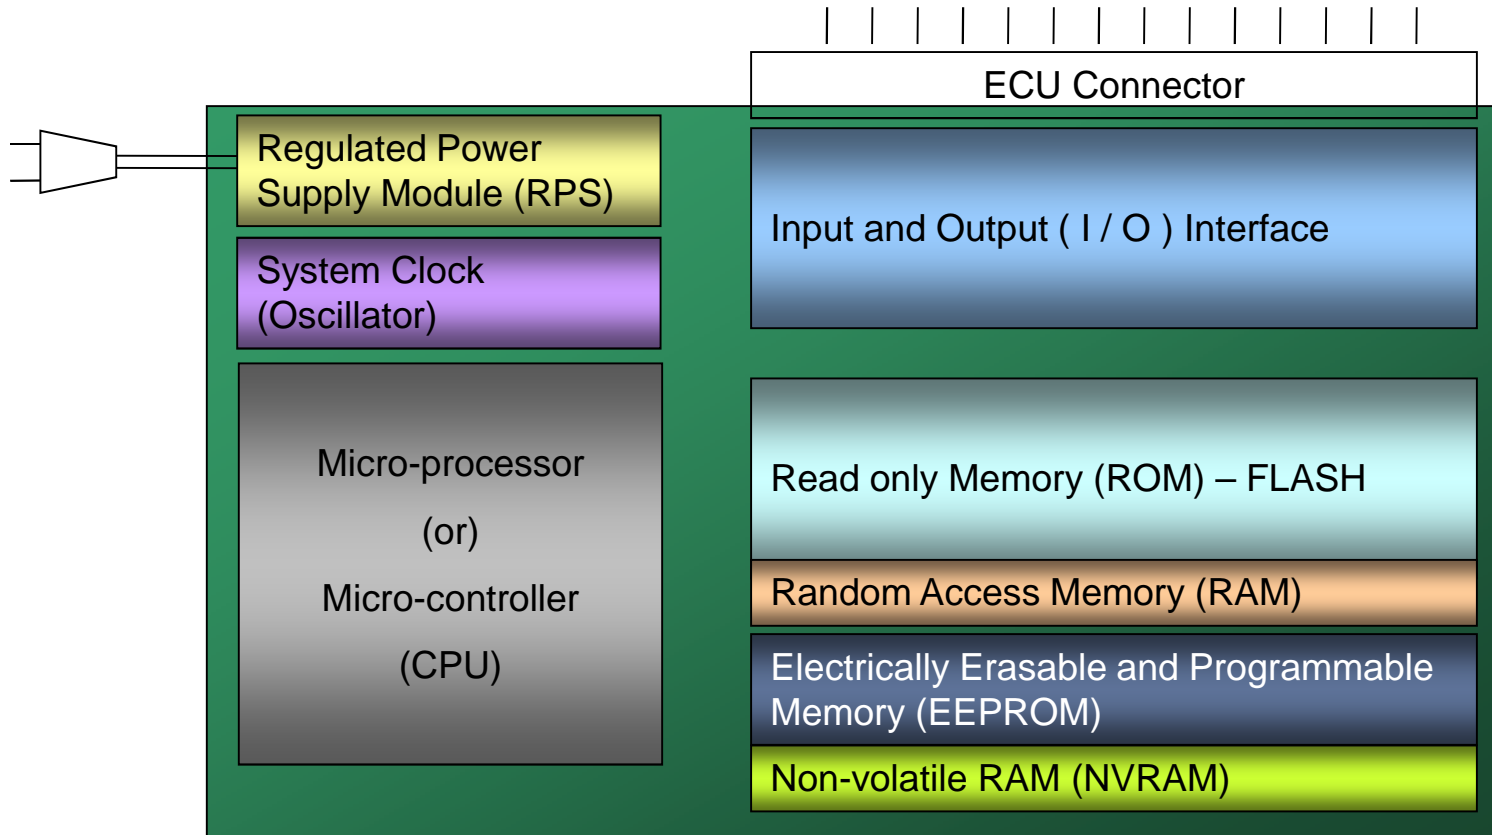 ECU Connector
Regulated Power
Supply Module (RPS)
System Clock
(Oscillator)
Micro-processor
(or)
Micro-controller
(CPU)
Input and Output ( I / O ) Interface
Read only Memory (ROM) – FLASH
Random Access Memory (RAM)
Electrically Erasable and Programmable
Memory (EEPROM)
Non-volatile RAM (NVRAM)